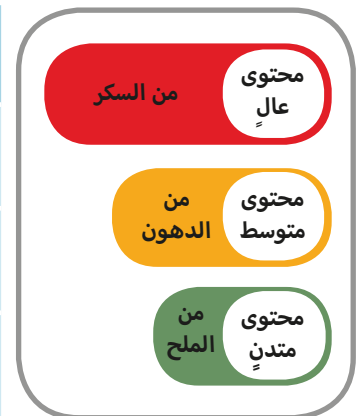 محتوى
عالٍ
من السكر
محتوى
متوسط
من
الدهون
محتوى
متدنٍ
من
الملح